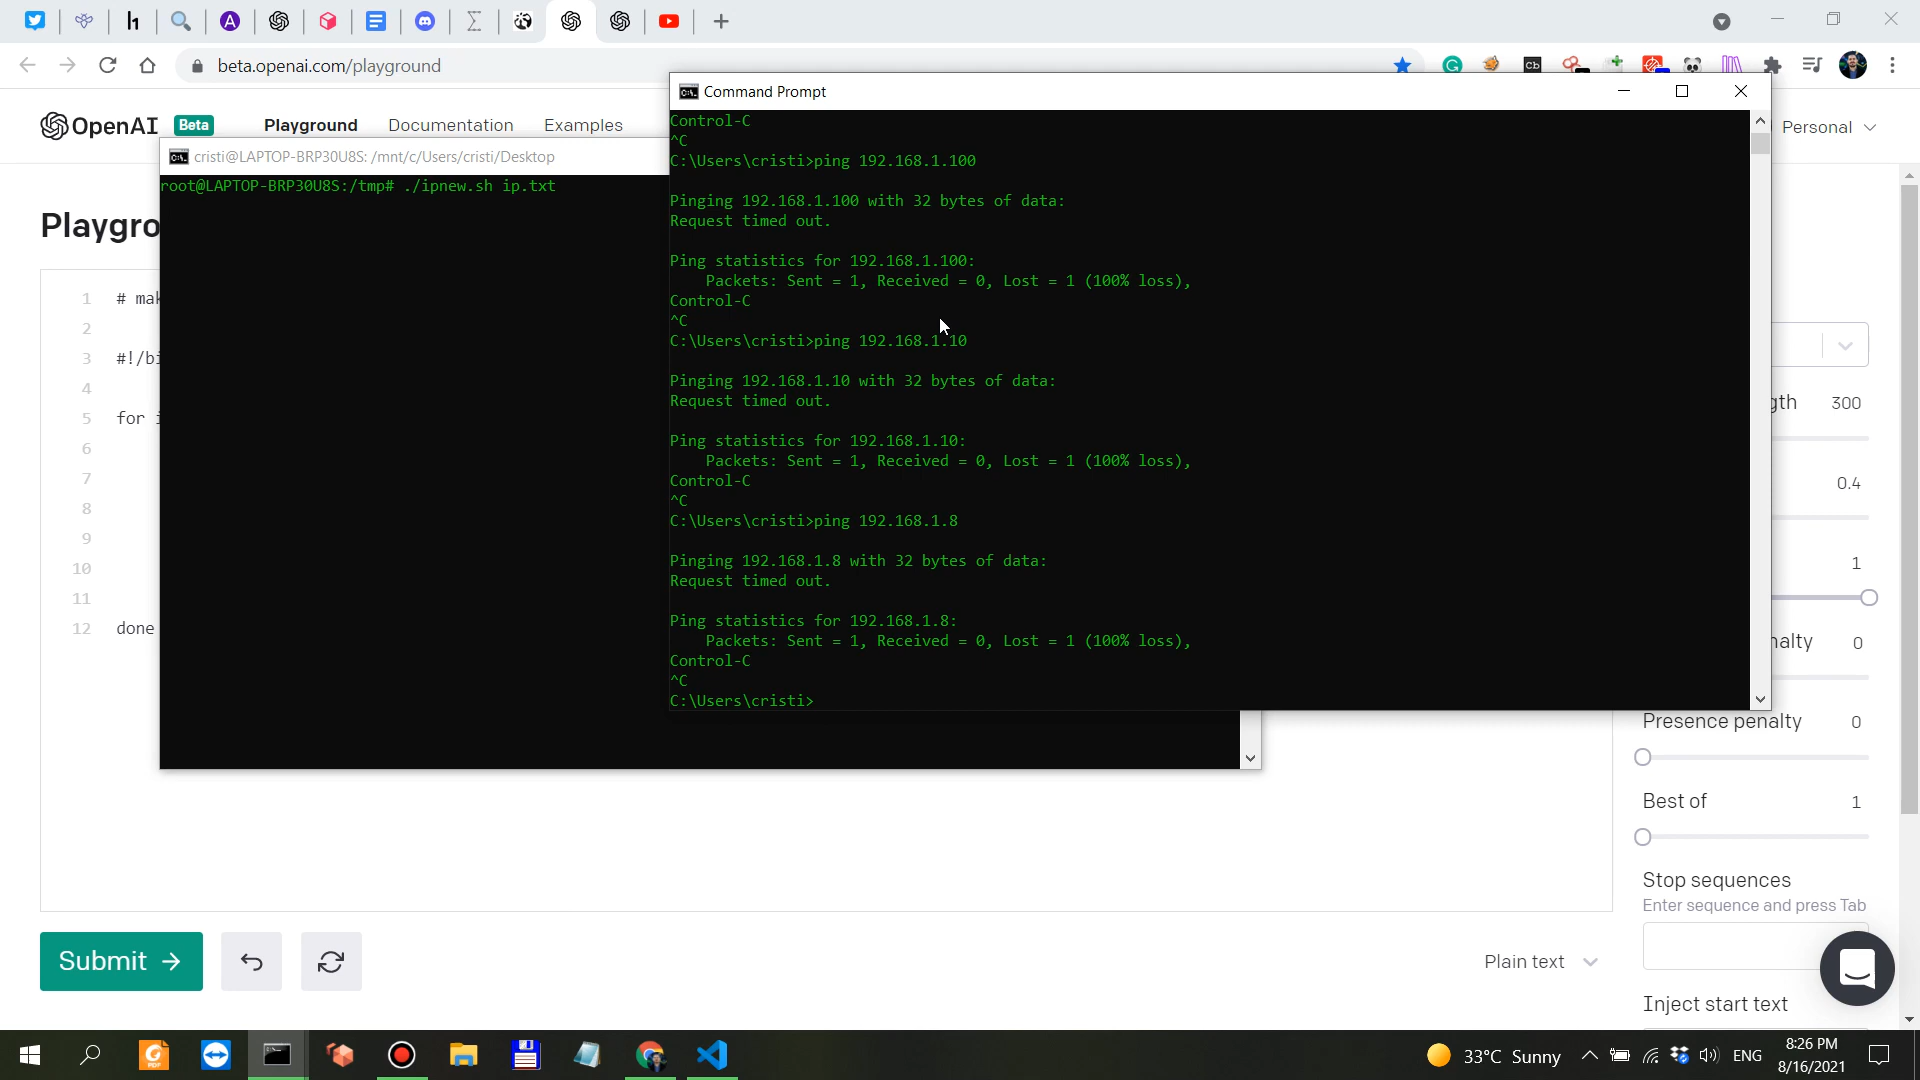 beta.openai.com/playground
Command Prompt
OpenAI Beta Playground Documentation Examples
Personal
cristi@LAPTOP-BRP30U8S: /mnt/c/Users/cristi/Desktop
root@LAPTOP-BRP30U8S:/tmp# ./ipnew.sh ip.txt
Control-C
^C
C:\Users\cristi>ping 192.168.1.100
Pinging 192.168.1.100 with 32 bytes of data:
Request timed out.
Ping statistics for 192.168.1.100:
Packets: Sent = 1, Received = 0, Lost = 1 (100% loss),
Control-C
^C
C:\Users\cristi>ping 192.168.1.10
Pinging 192.168.1.10 with 32 bytes of data:
Request timed out.
Ping statistics for 192.168.1.10:
Packets: Sent = 1, Received = 0, Lost = 1 (100% loss),
Control-C
^C
C:\Users\cristi>ping 192.168.1.8
Pinging 192.168.1.8 with 32 bytes of data:
Request timed out.
Ping statistics for 192.168.1.8:
Packets: Sent = 1, Received = 0, Lost = 1 (100% loss),
Control-C
^C
C:\Users\cristi>
Playgro
1 # mak
2
3 #!/bi
4
5 for i
6
7
8
9
10
11
12 done
gth 300
0.4
1
nalty 0
Presence penalty 0
Best of 1
Stop sequences
Enter sequence and press Tab
Inject start text
Submit
Plain text
33°C Sunny
ENG
8:26 PM
8/16/2021